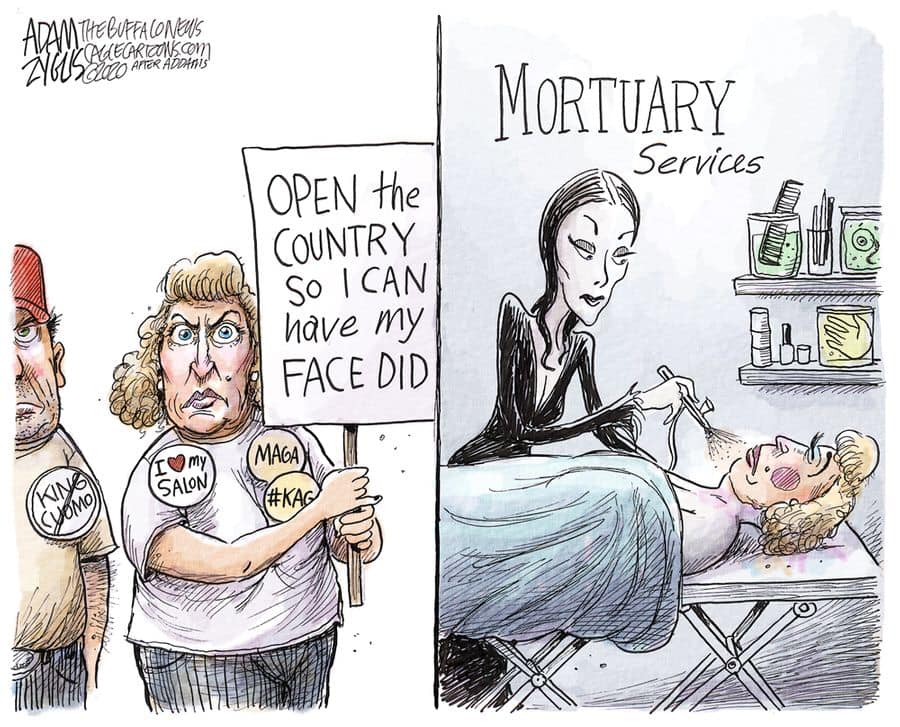 ADAM
ZYGLIS
THE BUFFALO NEWS
CAGLECARTOONS.COM
©2020 AFTER ADDAMS
OPEN the
COUNTRY
SO I CAN
have my
FACE DID
KING
CUOMO
I ♥ my
SALON
MAGA
#KAG
MORTUARY
Services